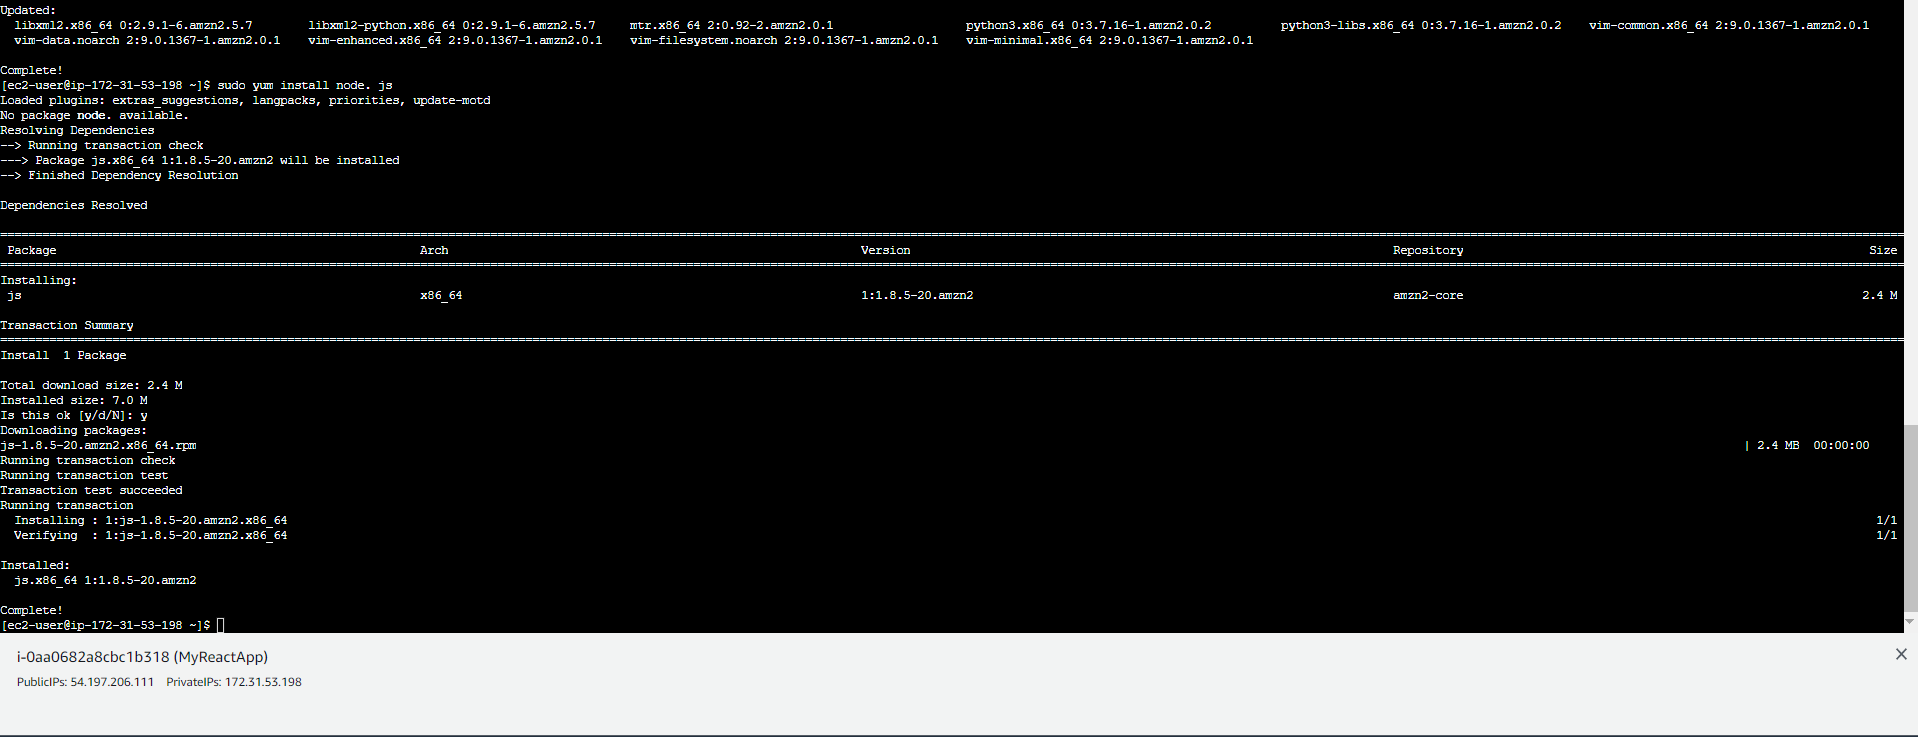 Updated:
libxml2.x86_64 0:2.9.1-6.amzn2.5.7 libxml2-python.x86_64 0:2.9.1-6.amzn2.5.7 mtr.x86_64 2:0.92-2.amzn2.0.1 python3.x86_64 0:3.7.16-1.amzn2.0.2 python3-libs.x86_64 0:3.7.16-1.amzn2.0.2 vim-common.x86_64 2:9.0.1367-1.amzn2.0.1
vim-data.noarch 2:9.0.1367-1.amzn2.0.1 vim-enhanced.x86_64 2:9.0.1367-1.amzn2.0.1 vim-filesystem.noarch 2:9.0.1367-1.amzn2.0.1 vim-minimal.x86_64 2:9.0.1367-1.amzn2.0.1
Complete!
[ec2-user@ip-172-31-53-198 ~]$ sudo yum install node. js
Loaded plugins: extras_suggestions, langpacks, priorities, update-motd
No package node. available.
Resolving Dependencies
--> Running transaction check
---> Package js.x86_64 1:1.8.5-20.amzn2 will be installed
--> Finished Dependency Resolution
Dependencies Resolved
Package Arch Version Repository Size
Installing:
js x86_64 1:1.8.5-20.amzn2 amzn2-core 2.4 M
Transaction Summary
Install 1 Package
Total download size: 2.4 M
Installed size: 7.0 M
Is this ok [y/d/N]: y
Downloading packages:
js-1.8.5-20.amzn2.x86_64.rpm | 2.4 MB 00:00:00
Running transaction check
Running transaction test
Transaction test succeeded
Running transaction
Installing : 1:js-1.8.5-20.amzn2.x86_64 1/1
Verifying : 1:js-1.8.5-20.amzn2.x86_64 1/1
Installed:
js.x86_64 1:1.8.5-20.amzn2
Complete!
[ec2-user@ip-172-31-53-198 ~]$
i-0aa0682a8cbc1b318 (MyReactApp)
PublicIPs: 54.197.206.111 PrivateIPs: 172.31.53.198